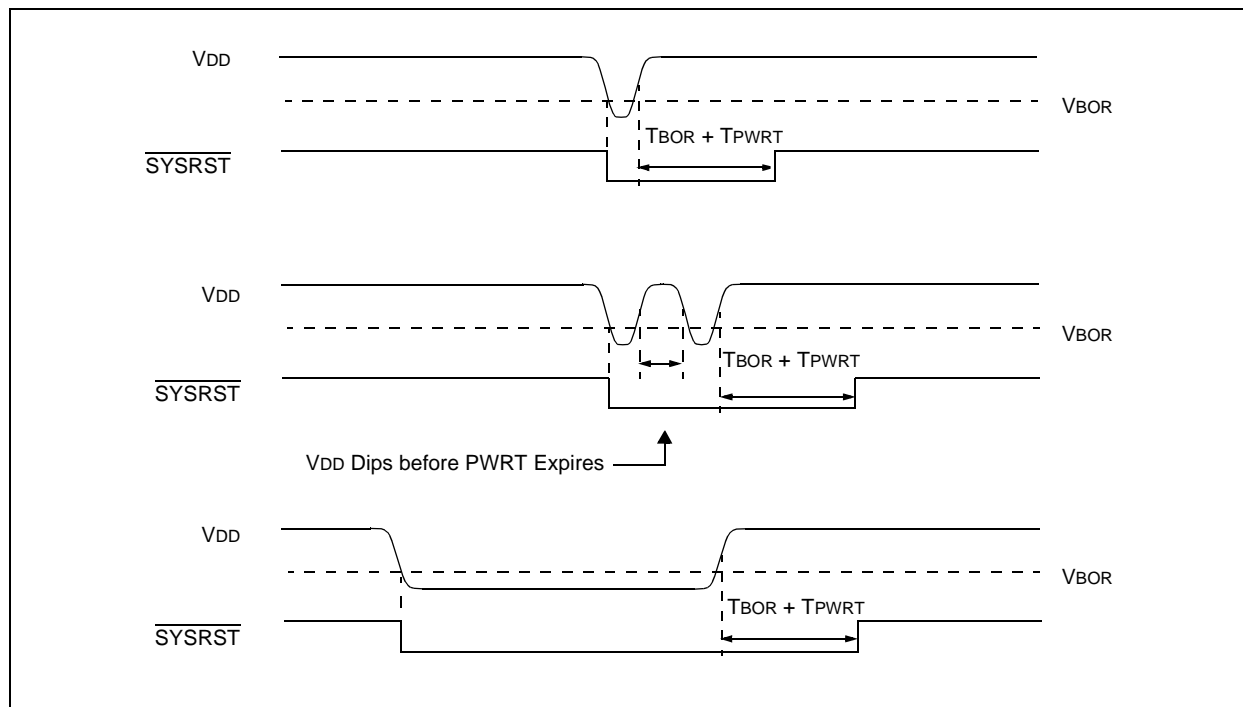 VDD
VBOR
TBOR + TPWRT
SYSRST
VDD
VBOR
TBOR + TPWRT
SYSRST
VDD Dips before PWRT Expires
VDD
VBOR
TBOR + TPWRT
SYSRST